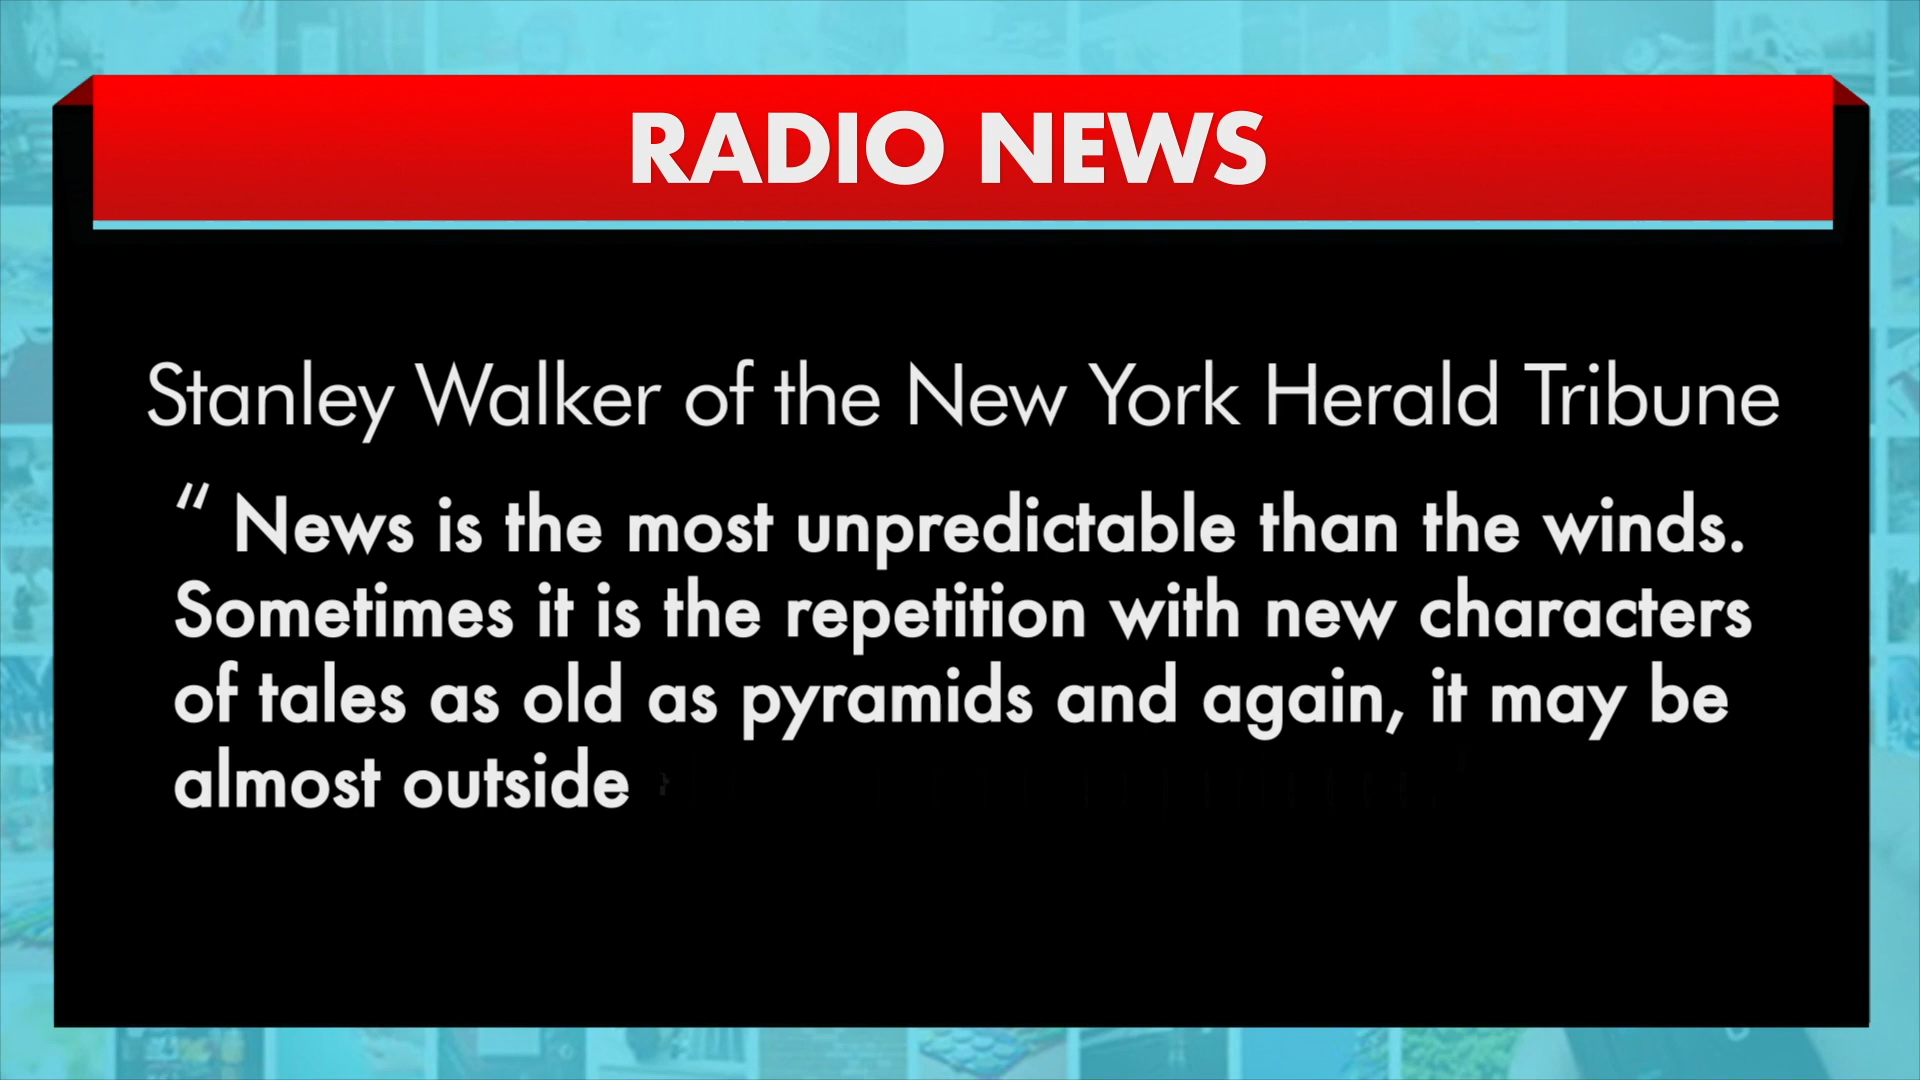 RADIO NEWS
Stanley Walker of the New York Herald Tribune
“ News is the most unpredictable than the winds.
Sometimes it is the repetition with new characters
of tales as old as pyramids and again, it may be
almost outside